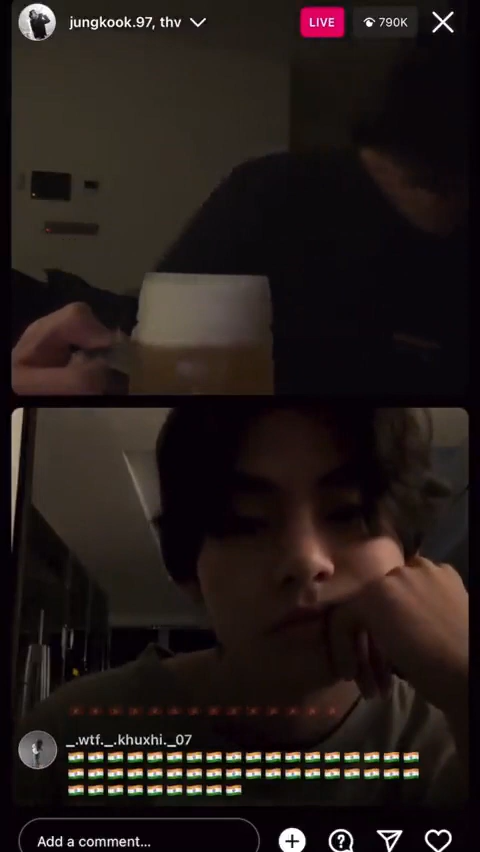 jungkook.97, thv
LIVE
790K
_.wtf._.khuxhi._07
Add a comment...